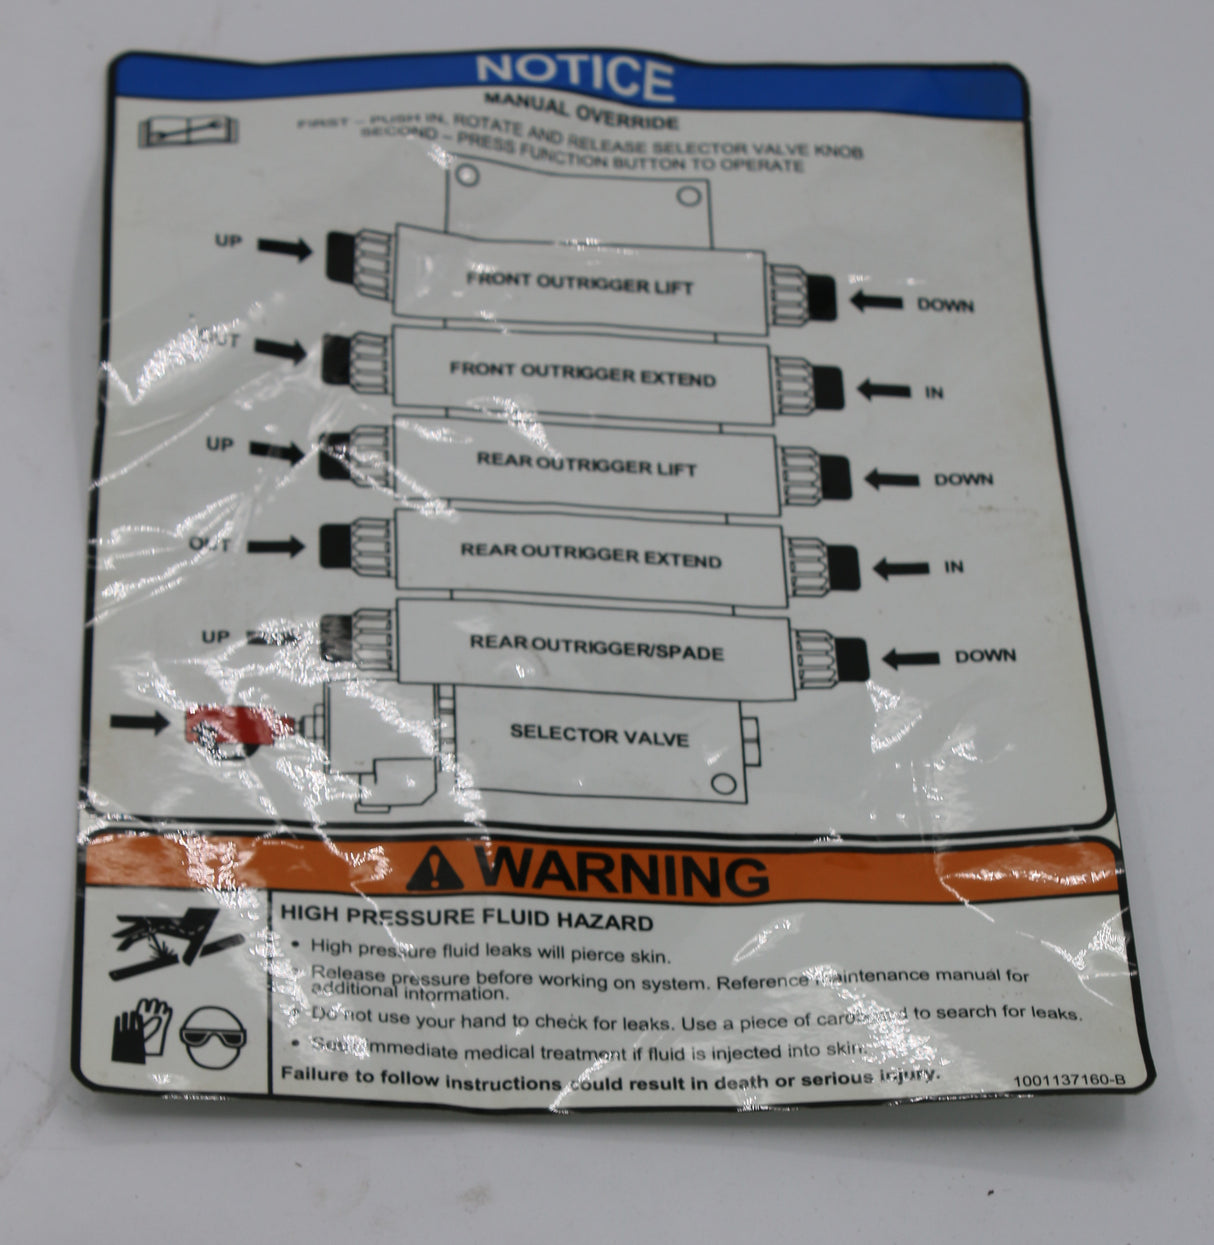 NOTICE
MANUAL OVERRIDE
FIRST – PUSH IN, ROTATE AND RELEASE SELECTOR VALVE KNOB
SECOND – PRESS FUNCTION BUTTON TO OPERATE
UP
FRONT OUTRIGGER LIFT
DOWN
OUT
FRONT OUTRIGGER EXTEND
IN
UP
REAR OUTRIGGER LIFT
DOWN
OUT
REAR OUTRIGGER EXTEND
IN
UP
REAR OUTRIGGER/SPADE
DOWN
SELECTOR VALVE
WARNING
HIGH PRESSURE FLUID HAZARD
• High pressure fluid leaks will pierce skin.
• Release pressure before working on system. Reference maintenance manual for
additional information.
• Do not use your hand to check for leaks. Use a piece of cardboard to search for leaks.
• Seek immediate medical treatment if fluid is injected into skin.
Failure to follow instructions could result in death or serious injury.
1001137160-B